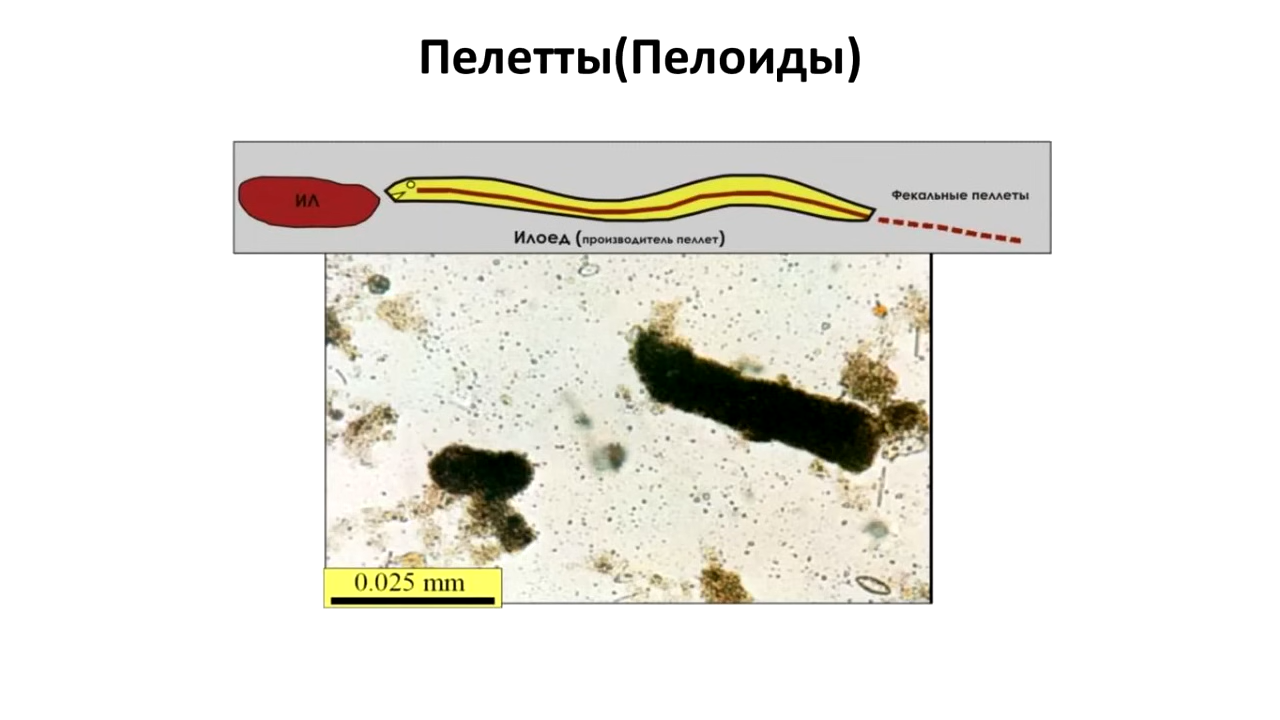 Пелетты(Пелоиды)
ИЛ
Фекальные пеллеты
Илоед (производитель пеллет)
0.025 mm